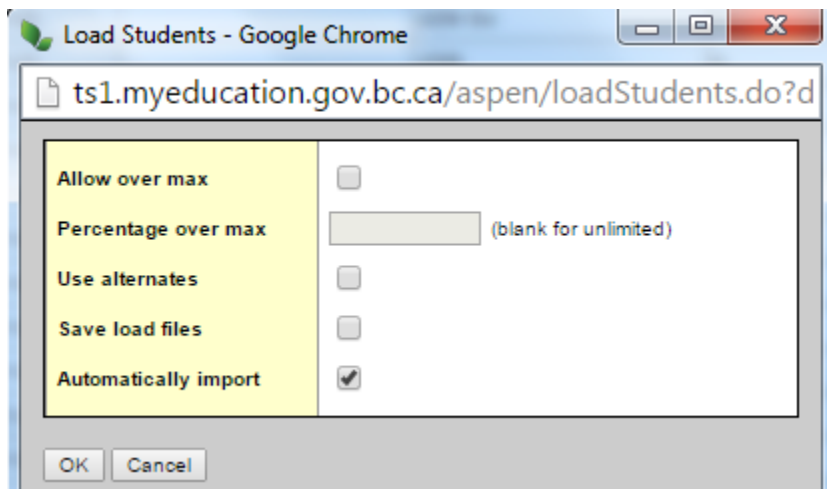 Load Students - Google Chrome
ts1.myeducation.gov.bc.ca/aspen/loadStudents.do?d
Allow over max
Percentage over max (blank for unlimited)
Use alternates
Save load files
Automatically import
OK Cancel